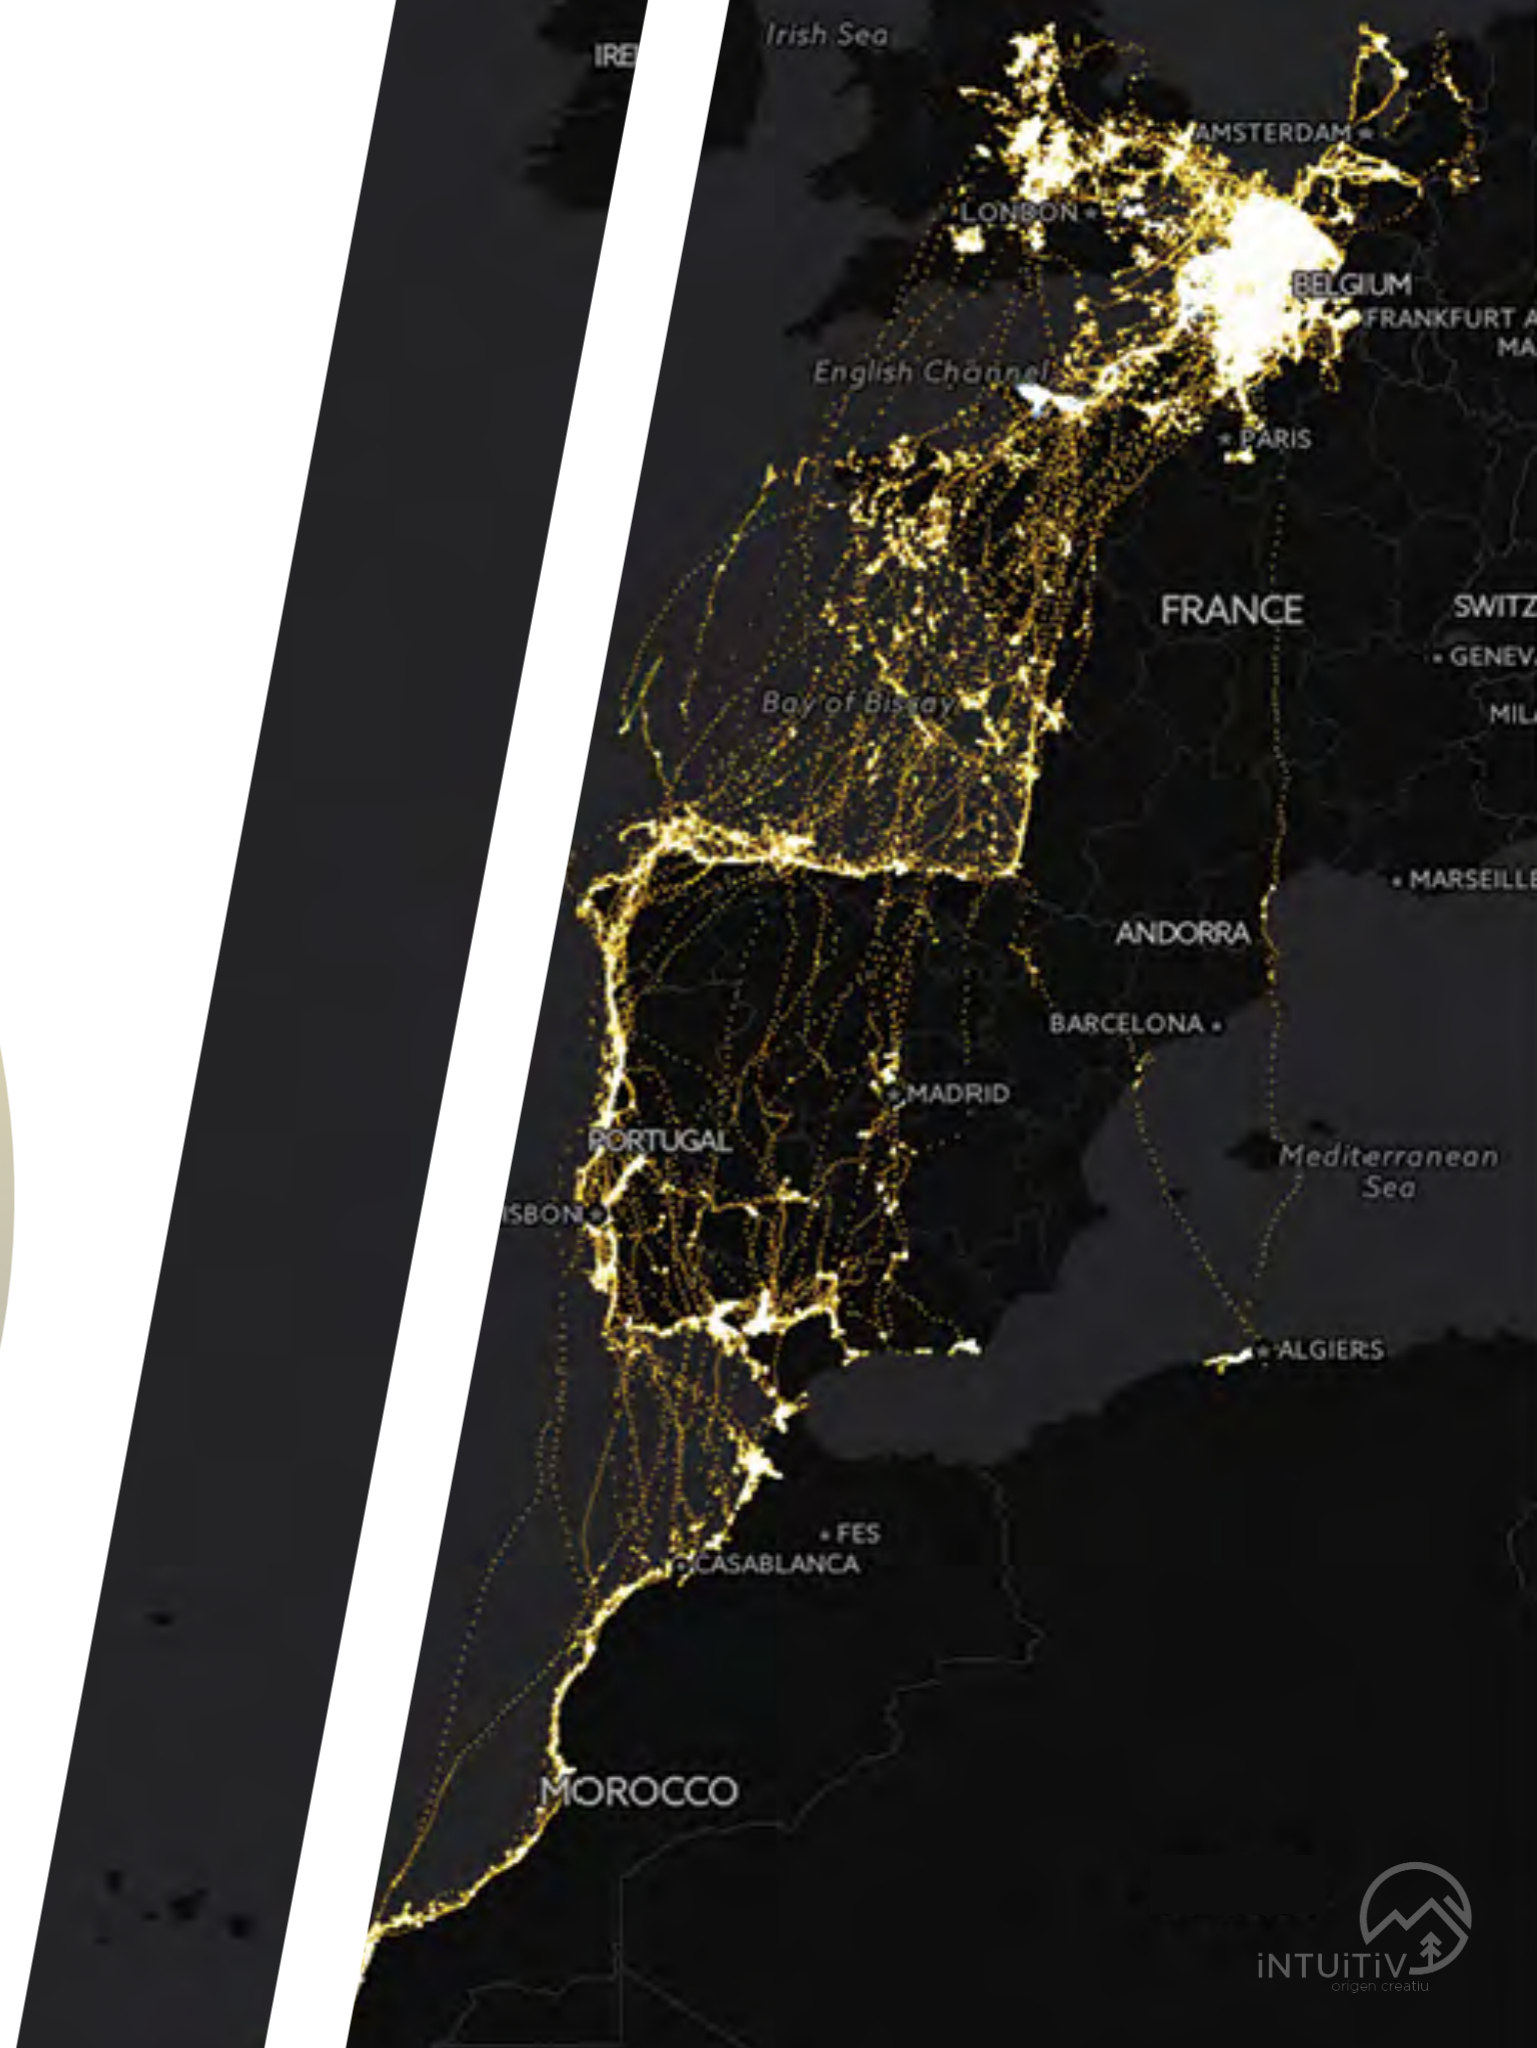 Irish Sea
IRE
AMSTERDAM
LONDON
BELGIUM
FRANKFURT A
MA
English Channel
PARIS
FRANCE
SWITZ
GENEV
MIL
Bay of Biscay
MARSEILLE
ANDORRA
BARCELONA
MADRID
PORTUGAL
Mediterranean
Sea
ISBON
ALGIERS
FES
CASABLANCA
MOROCCO
iNTUiTiV
origen creatiu